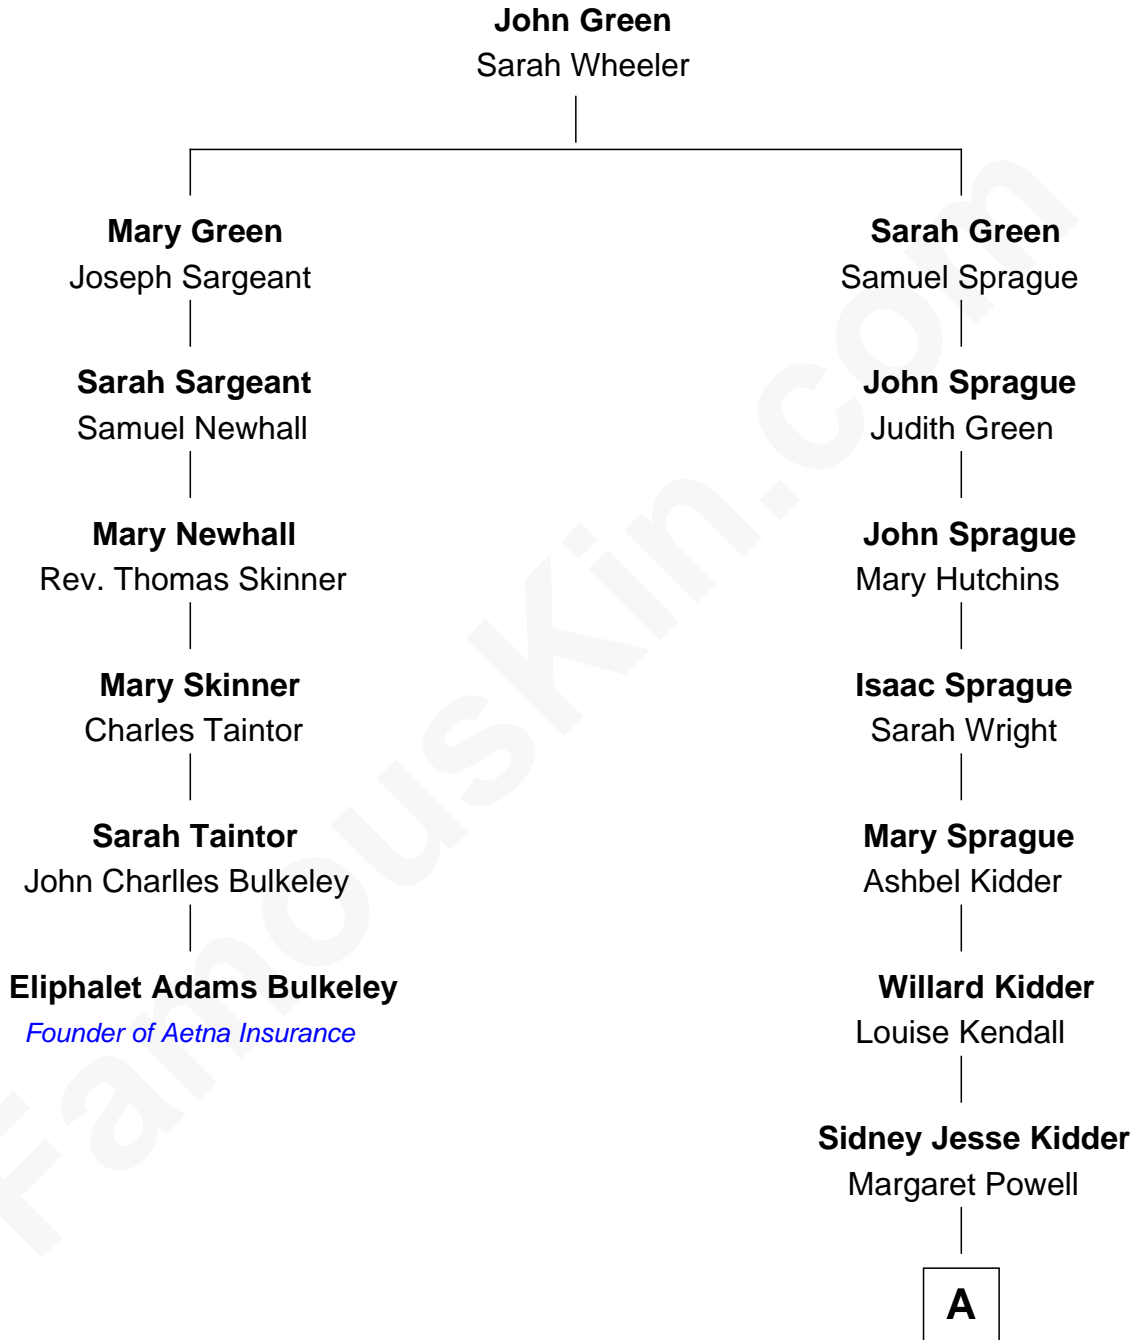 John Green
Sarah Wheeler
Mary Green
Joseph Sargeant
Sarah Sargeant
Samuel Newhall
Mary Newhall
Rev. Thomas Skinner
Mary Skinner
Charles Taintor
Sarah Taintor
John Charlles Bulkeley
Eliphalet Adams Bulkeley
Founder of Aetna Insurance
Sarah Green
Samuel Sprague
John Sprague
Judith Green
John Sprague
Mary Hutchins
Isaac Sprague
Sarah Wright
Mary Sprague
Ashbel Kidder
Willard Kidder
Louise Kendall
Sidney Jesse Kidder
Margaret Powell
A
FamousKin.com